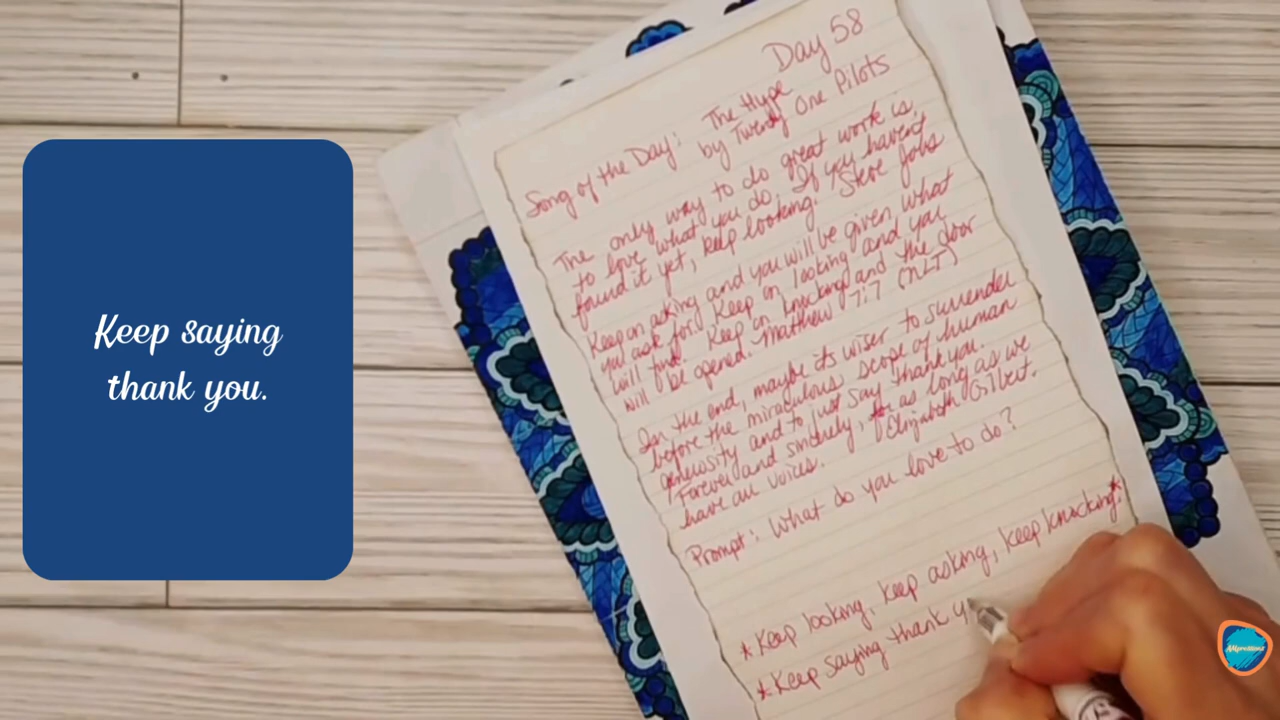 Keep saying
thank you.
Day 58
Song of the Day: The Hype
by Twenty One Pilots
The only way to do great work is,
to love what you do. If you haven't
found it yet, keep looking. Steve Jobs
Keep on asking and you will be given what
you ask for. Keep on looking and you
will find. Keep on knocking and the door
will be opened. Matthew 7:7 (NLT)
In the end, maybe it's wiser to surrender
before the miraculous scope of human
generosity and to just say thank you.
Forever and sincerely, as long as we
have our voices. Elizabeth Gilbert.
Prompt: What do you love to do?
*Keep looking, keep asking, keep knocking.*
*Keep saying thank y